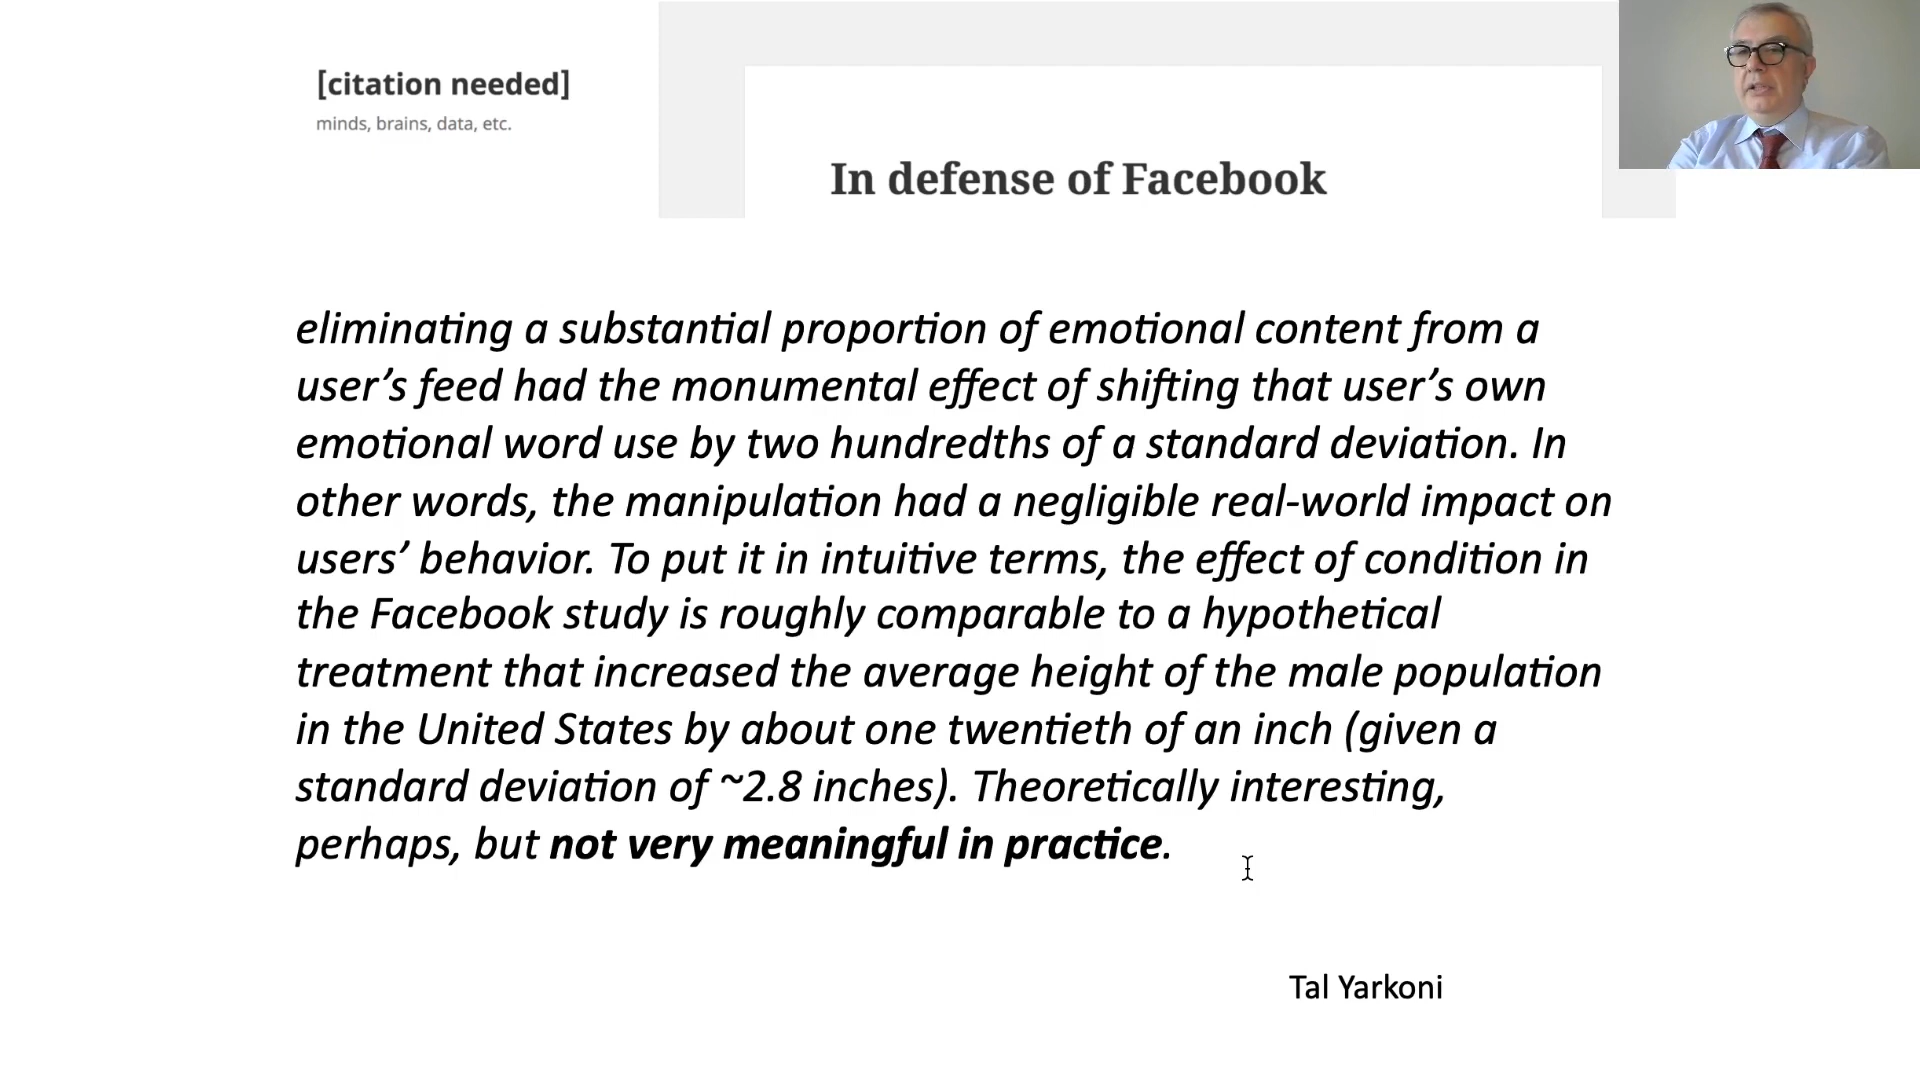 [citation needed]
minds, brains, data, etc.
In defense of Facebook
eliminating a substantial proportion of emotional content from a
user’s feed had the monumental effect of shifting that user’s own
emotional word use by two hundredths of a standard deviation. In
other words, the manipulation had a negligible real-world impact on
users’ behavior. To put it in intuitive terms, the effect of condition in
the Facebook study is roughly comparable to a hypothetical
treatment that increased the average height of the male population
in the United States by about one twentieth of an inch (given a
standard deviation of ~2.8 inches). Theoretically interesting,
perhaps, but not very meaningful in practice.
Tal Yarkoni